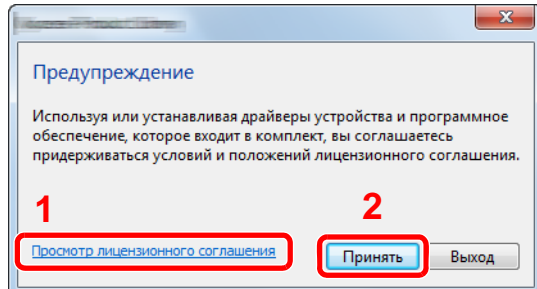 Предупреждение
Используя или устанавливая драйверы устройства и программное
обеспечение, которое входит в комплект, вы соглашаетесь
придерживаться условий и положений лицензионного соглашения.
1
2
Просмотр лицензионного соглашения
Принять
Выход